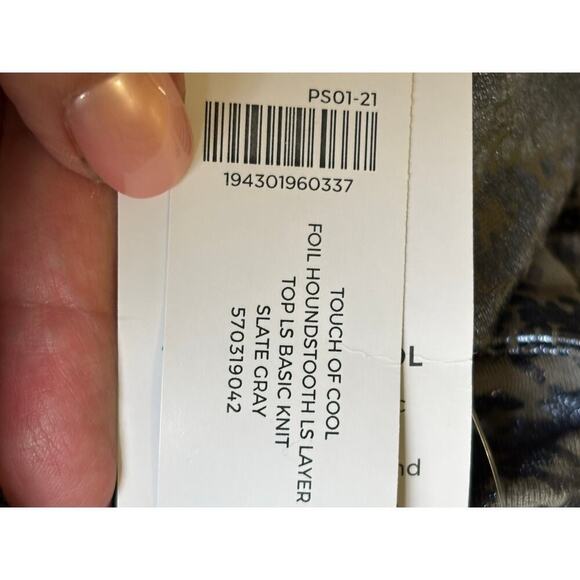 PS01-21
194301960337
TOUCH OF COOL
FOIL HOUNDSTOOTH LS LAYER
TOP LS BASIC KNIT
SLATE GRAY
570319042